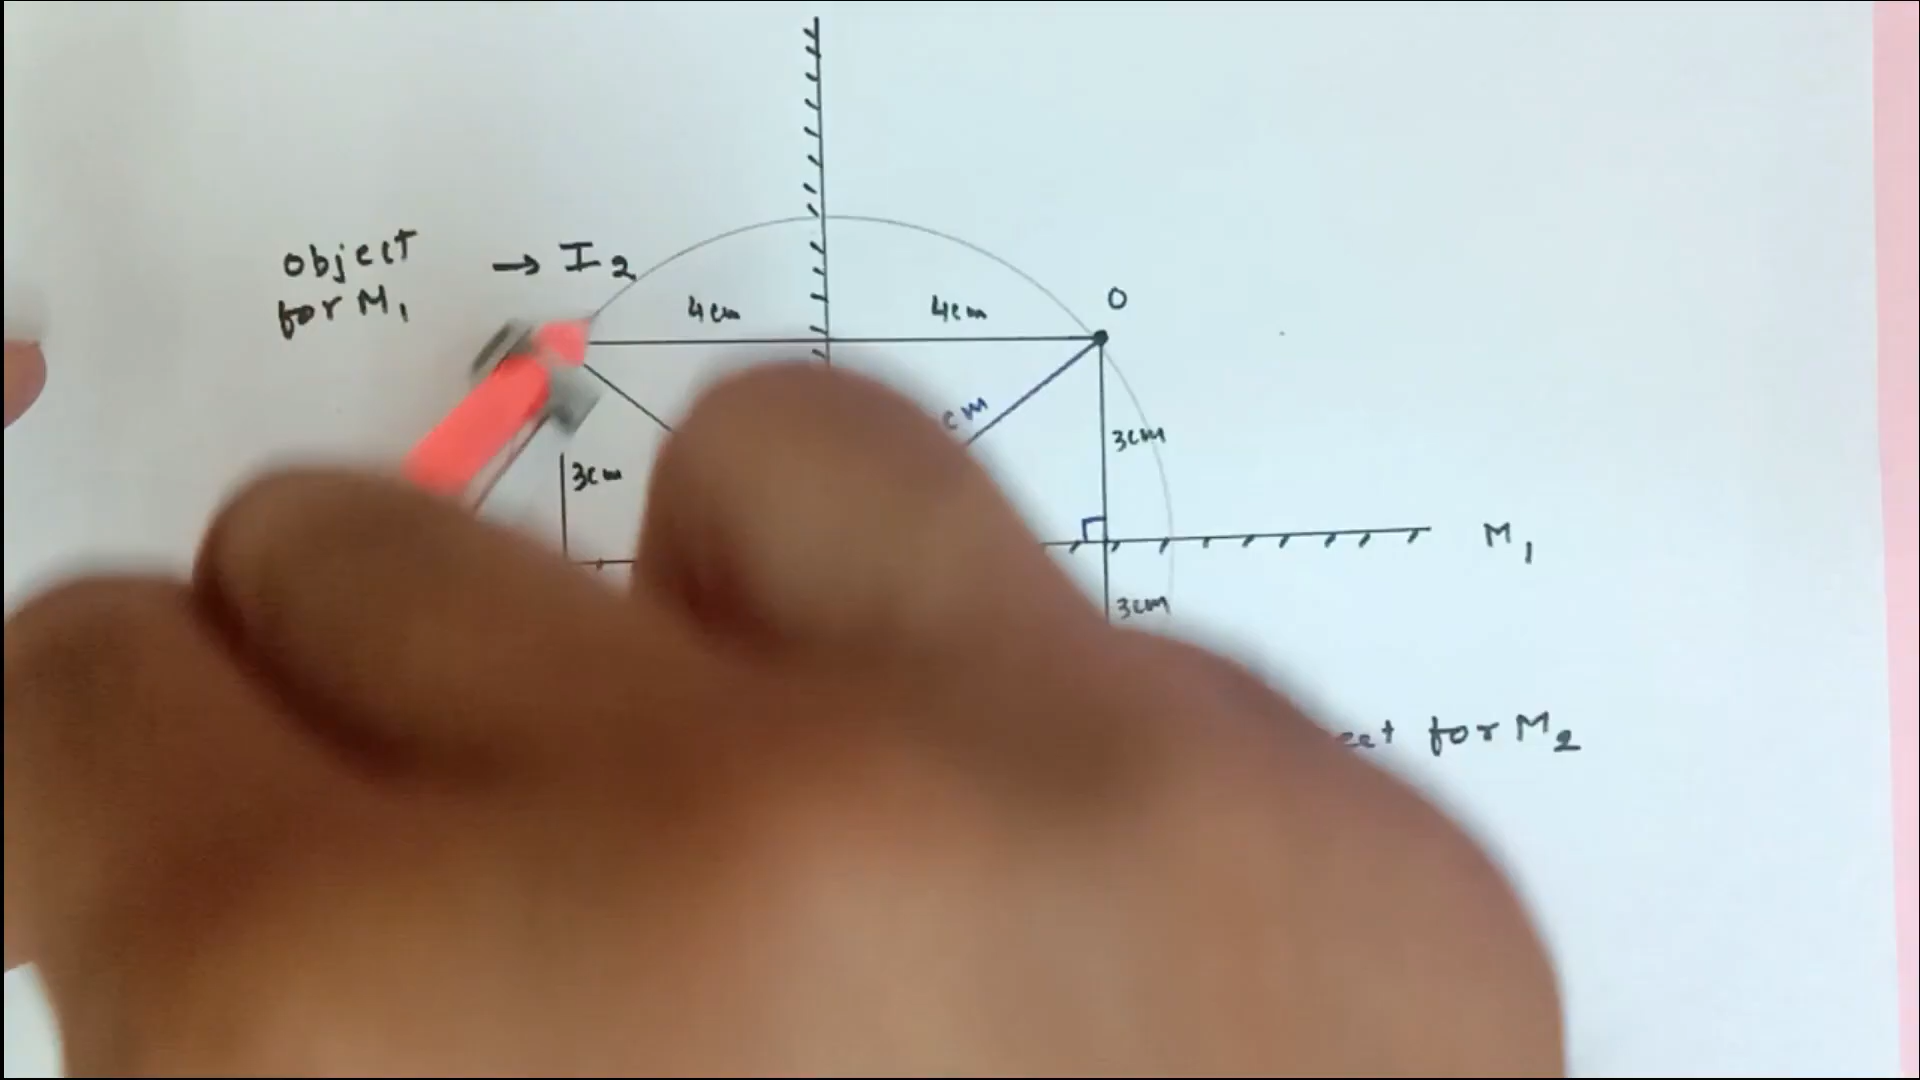 object
for M₁
→ I₂
4cm
4cm
O
cm
3cm
3cm
M₁
3cm
for M₂